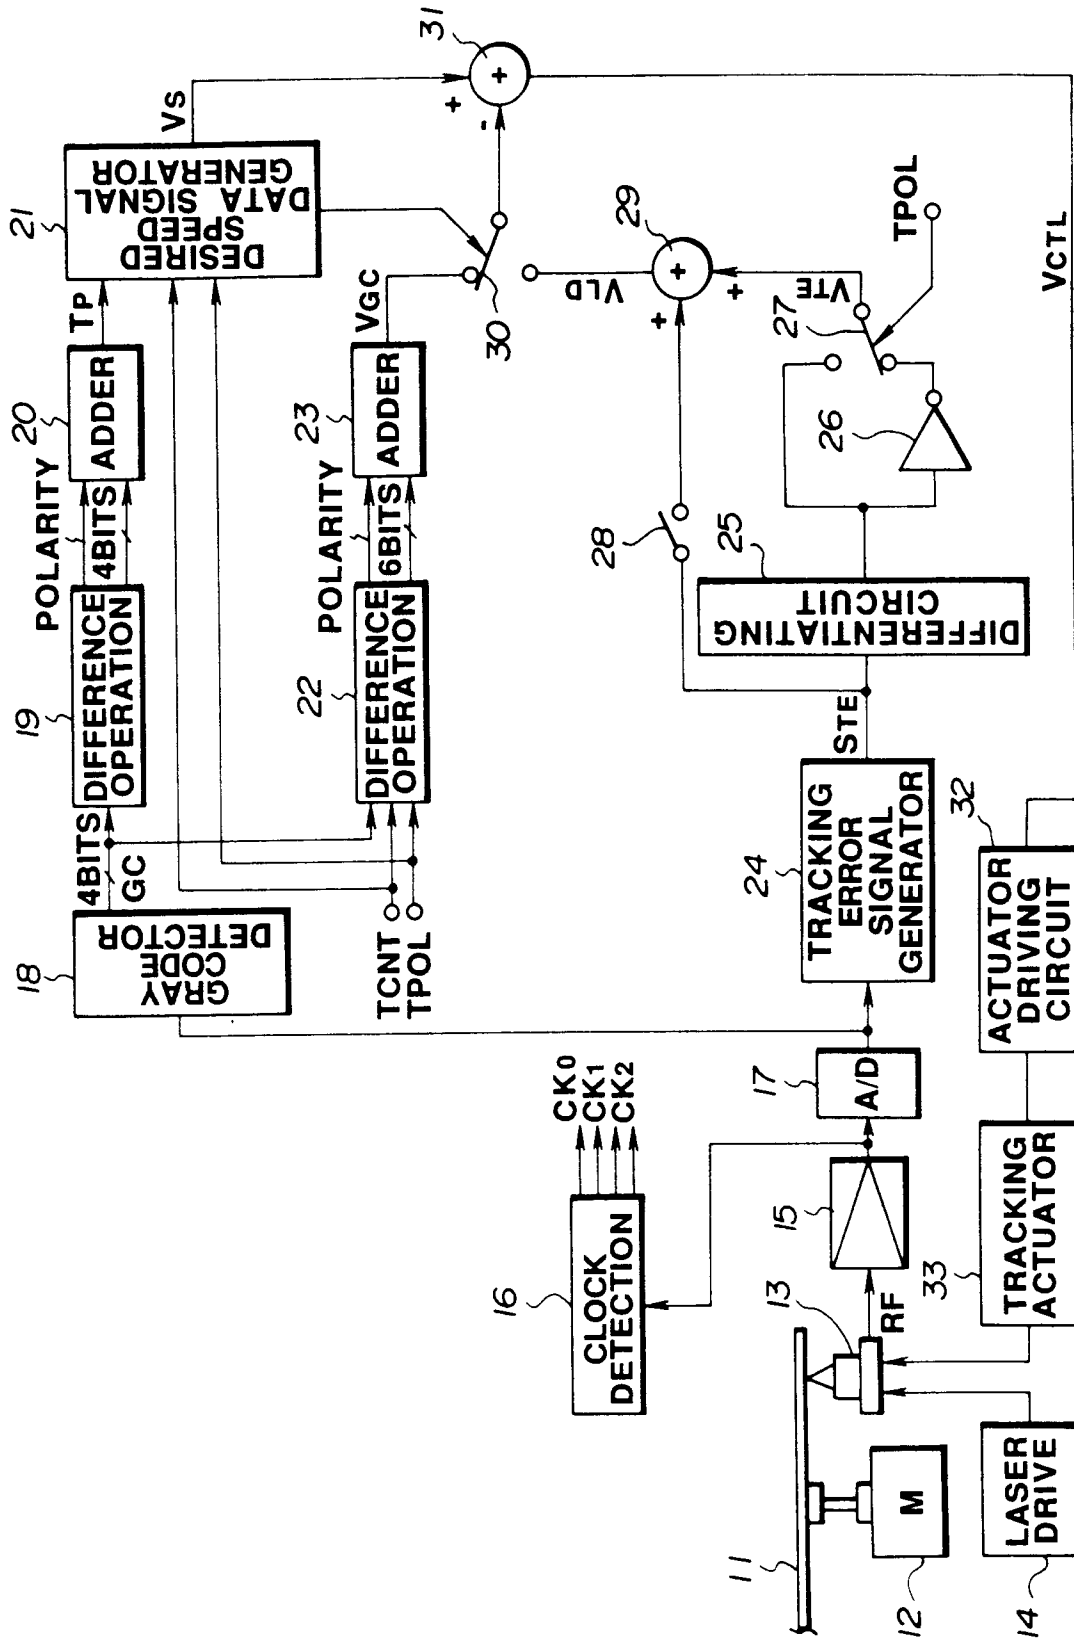 11
12
M
14
LASER
DRIVE
13
RF
33
TRACKING
ACTUATOR
16
CLOCK
DETECTION
CK0
CK1
CK2
15
17
A/D
32
ACTUATOR
DRIVING
CIRCUIT
18
GRAY
CODE
DETECTOR
4BITS
GC
TCNT
TPOL
24
TRACKING
ERROR
SIGNAL
GENERATOR
STE
19
DIFFERENCE
OPERATION
POLARITY
4BITS
20
ADDER
TP
22
DIFFERENCE
OPERATION
POLARITY
6BITS
23
ADDER
VGC
21
DESIRED
SPEED
DATA SIGNAL
GENERATOR
VS
25
DIFFERENTIATING
CIRCUIT
26
27
28
VTE
TPOL
29
VLD
30
31
+
-
+
+
+
+
VCTL